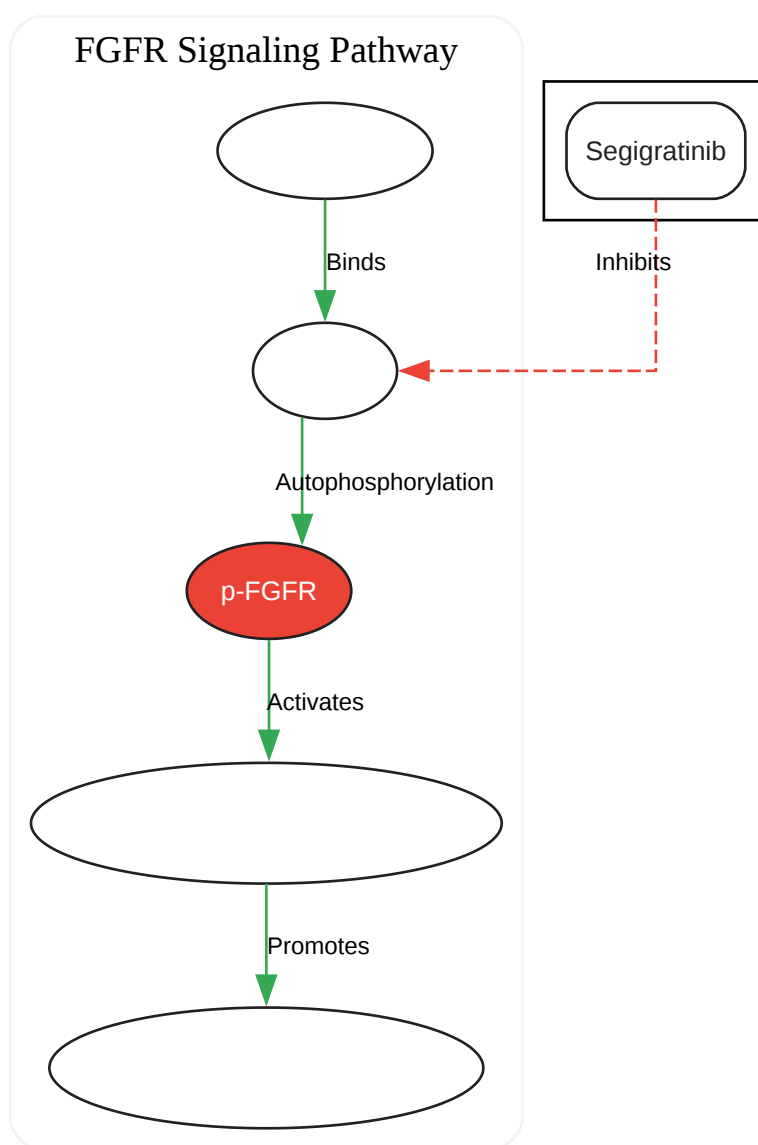 FGFR Signaling Pathway
Segigratinib
Binds
Inhibits
Autophosphorylation
p-FGFR
Activates
Promotes